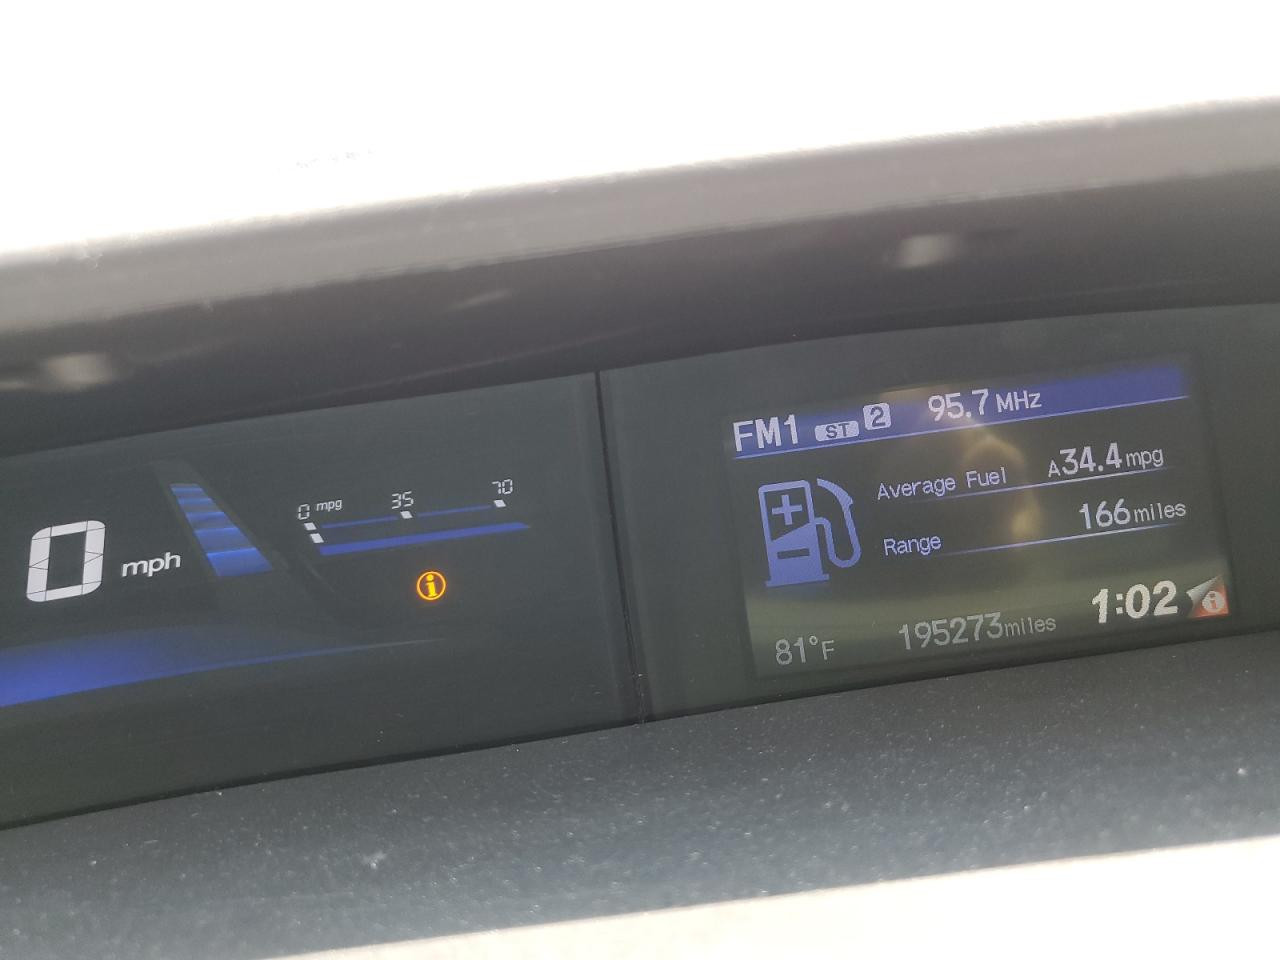 0 mph
0 mpg 35 70
i
FM1 ST 2 95.7 MHz
Average Fuel A34.4 mpg
Range 166 miles
81°F 195273 miles 1:02 i